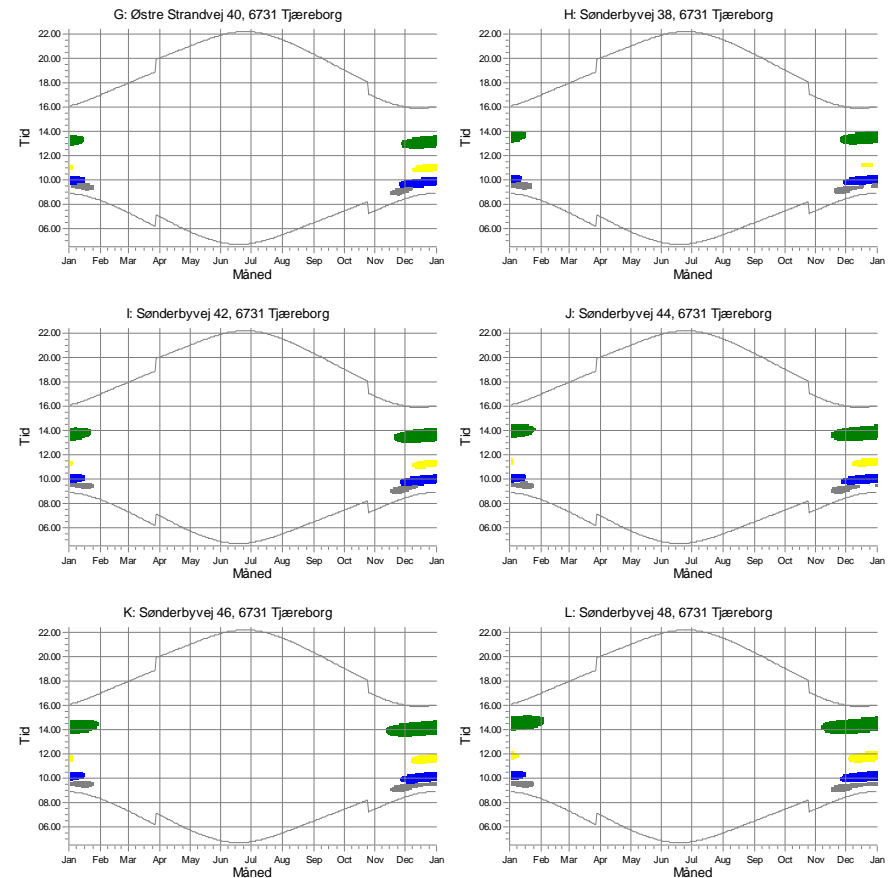 G: Østre Strandvej 40, 6731 Tjæreborg
22.00
20.00
18.00
16.00
14.00
12.00
10.00
08.00
06.00
Tid
Jan Feb Mar Apr May Jun Jul Aug Sep Oct Nov Dec Jan
Måned
H: Sønderbyvej 38, 6731 Tjæreborg
22.00
20.00
18.00
16.00
14.00
12.00
10.00
08.00
06.00
Tid
Jan Feb Mar Apr May Jun Jul Aug Sep Oct Nov Dec Jan
Måned
I: Sønderbyvej 42, 6731 Tjæreborg
22.00
20.00
18.00
16.00
14.00
12.00
10.00
08.00
06.00
Tid
Jan Feb Mar Apr May Jun Jul Aug Sep Oct Nov Dec Jan
Måned
J: Sønderbyvej 44, 6731 Tjæreborg
22.00
20.00
18.00
16.00
14.00
12.00
10.00
08.00
06.00
Tid
Jan Feb Mar Apr May Jun Jul Aug Sep Oct Nov Dec Jan
Måned
K: Sønderbyvej 46, 6731 Tjæreborg
22.00
20.00
18.00
16.00
14.00
12.00
10.00
08.00
06.00
Tid
Jan Feb Mar Apr May Jun Jul Aug Sep Oct Nov Dec Jan
Måned
L: Sønderbyvej 48, 6731 Tjæreborg
22.00
20.00
18.00
16.00
14.00
12.00
10.00
08.00
06.00
Tid
Jan Feb Mar Apr May Jun Jul Aug Sep Oct Nov Dec Jan
Måned